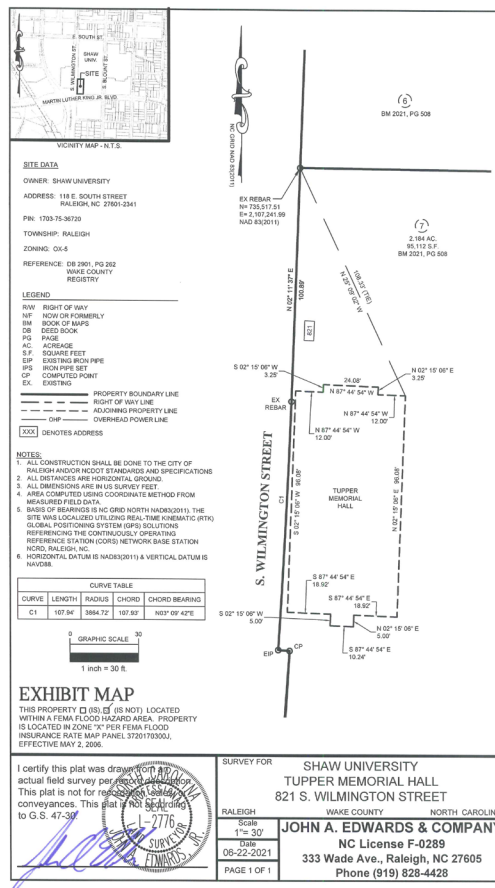 E. SOUTH ST.
S. WILMINGTON ST.
SHAW
UNIV.
SITE
S. BLOUNT ST.
MARTIN LUTHER KING JR. BLVD
VICINITY MAP - N.T.S.
SITE DATA
OWNER: SHAW UNIVERSITY
ADDRESS: 118 E. SOUTH STREET
RALEIGH, NC 27601-2341
PIN: 1703-75-36720
TOWNSHIP: RALEIGH
ZONING: OX-5
REFERENCE: DB 2901, PG 262
WAKE COUNTY
REGISTRY
LEGEND
R/W RIGHT OF WAY
N/F NOW OR FORMERLY
BM BOOK OF MAPS
DB DEED BOOK
PG PAGE
AC. ACREAGE
S.F. SQUARE FEET
EIP EXISTING IRON PIPE
IPS IRON PIPE SET
CP COMPUTED POINT
EX. EXISTING
PROPERTY BOUNDARY LINE
RIGHT OF WAY LINE
ADJOINING PROPERTY LINE
OHP OVERHEAD POWER LINE
XXX DENOTES ADDRESS
NOTES:
1. ALL CONSTRUCTION SHALL BE DONE TO THE CITY OF
RALEIGH AND/OR NCDOT STANDARDS AND SPECIFICATIONS
2. ALL DISTANCES ARE HORIZONTAL GROUND.
3. ALL DIMENSIONS ARE IN US SURVEY FEET.
4. AREA COMPUTED USING COORDINATE METHOD FROM
MEASURED FIELD DATA.
5. BASIS OF BEARINGS IS NC GRID NORTH NAD83(2011). THE
SITE WAS LOCALIZED UTILIZING REAL-TIME KINEMATIC (RTK)
GLOBAL POSITIONING SYSTEM (GPS) SOLUTIONS
REFERENCING THE CONTINUOUSLY OPERATING
REFERENCE STATION (CORS) NETWORK BASE STATION
NCRD, RALEIGH, NC.
6. HORIZONTAL DATUM IS NAD83(2011) & VERTICAL DATUM IS
NAVD88.
CURVE TABLE
CURVE LENGTH RADIUS CHORD CHORD BEARING
C1 107.94' 3864.72' 107.93' N03° 09' 42"E
0 GRAPHIC SCALE 30
1 inch = 30 ft.
EXHIBIT MAP
THIS PROPERTY (IS), (IS NOT) LOCATED
WITHIN A FEMA FLOOD HAZARD AREA. PROPERTY
IS LOCATED IN ZONE "X" PER FEMA FLOOD
INSURANCE RATE MAP PANEL 3720170300J,
EFFECTIVE MAY 2, 2006.
NC GRID NAD 83(2011)
6
BM 2021, PG 508
EX REBAR
N= 735,517.51
E= 2,107,241.99
NAD 83(2011)
7
2.184 AC.
95,112 S.F.
BM 2021, PG 508
N 02° 11' 37" E
100.89'
821
108.33' (TIE)
N 25° 09' 02" W
S 02° 15' 06" W
3.25'
24.08'
N 87° 44' 54" W
N 02° 15' 06" E
3.25'
EX
REBAR
N 87° 44' 54" W
12.00'
N 87° 44' 54" W
12.00'
S. WILMINGTON STREET
C1
S 02° 15' 06" W 96.08'
TUPPER
MEMORIAL
HALL
N 02° 15' 06" E 96.08'
S 87° 44' 54" E
18.92'
S 87° 44' 54" E
18.92'
S 02° 15' 06" W
5.00'
N 02° 15' 06" E
5.00'
S 87° 44' 54" E
10.24'
EIP
CP
I certify this plat was drawn from an
actual field survey per record description.
This plat is not for recordation, sales or
conveyances. This plat is not according
to G.S. 47-30.
NORTH CAROLINA
PROFESSIONAL
SEAL
L-2776
SURVEYOR
JOHN A. EDWARDS, JR.
SURVEY FOR
SHAW UNIVERSITY
TUPPER MEMORIAL HALL
821 S. WILMINGTON STREET
RALEIGH WAKE COUNTY NORTH CAROLIN
Scale
1"= 30'
Date
06-22-2021
PAGE 1 OF 1
JOHN A. EDWARDS & COMPANY
NC License F-0289
333 Wade Ave., Raleigh, NC 27605
Phone (919) 828-4428